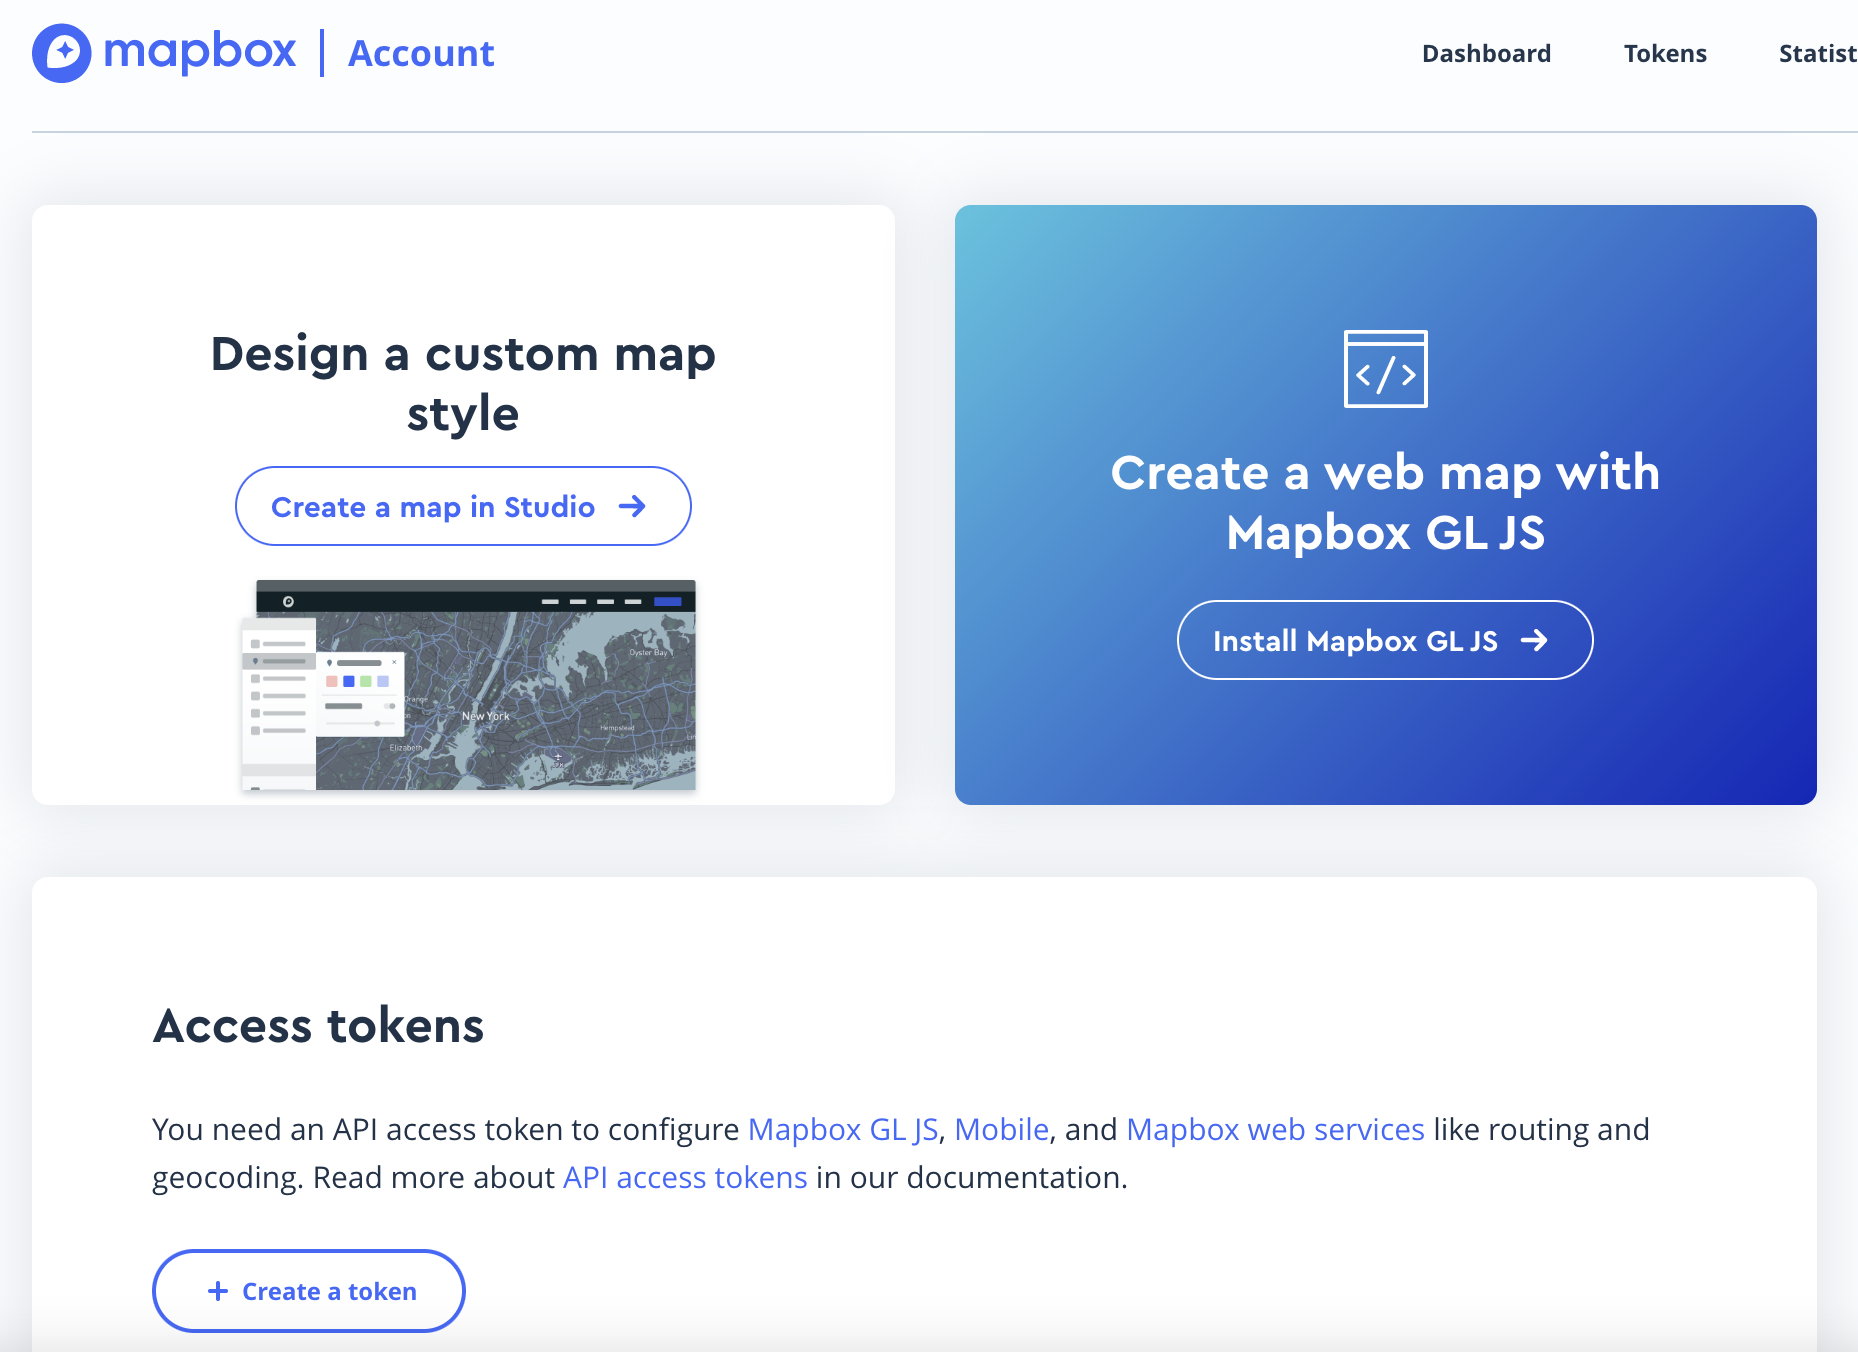 mapbox | Account
Dashboard
Tokens
Statist
Design a custom map
style
Create a map in Studio →
Oyster Bay
Orange
New York
Hempstead
Elizabeth
Create a web map with
Mapbox GL JS
Install Mapbox GL JS →
Access tokens
You need an API access token to configure Mapbox GL JS, Mobile, and Mapbox web services like routing and
geocoding. Read more about API access tokens in our documentation.
+ Create a token